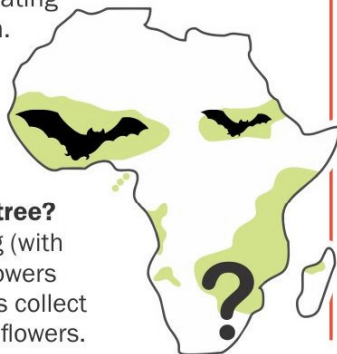 ating
.
tree?
g (with
owers
s collect
flowers.
?